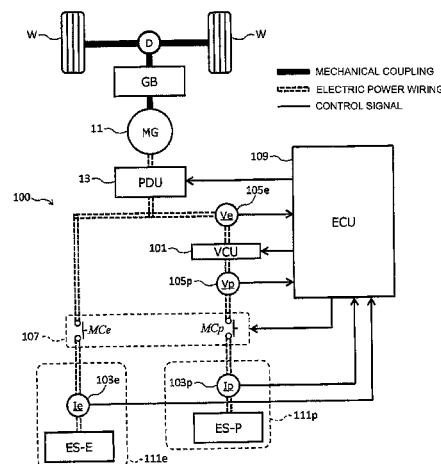 W
D
W
GB
MECHANICAL COUPLING
ELECTRIC POWER WIRING
CONTROL SIGNAL
11
MG
109
13
PDU
100
Ve
105e
ECU
101
VCU
Vp
105p
MCe
MCp
107
103e
103p
Ip
Ie
ES-P
111p
ES-E
111e